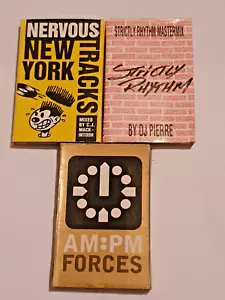 NERVOUS
NEW
YORK
TRACKS
MIXED
BY C.J.
MACK-
INTOSH
STRICTLY RHYTHM MASTERMIX
STRICTLY
RHYTHM
BY DJ PIERRE
AM:PM
FORCES